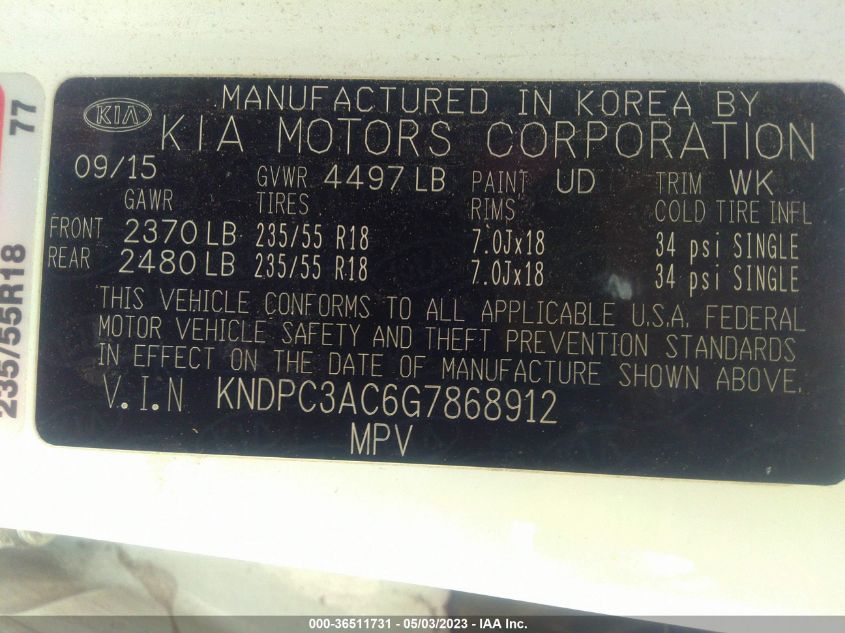 MANUFACTURED IN KOREA BY
KIA
KIA MOTORS CORPORATION
09/15 GVWR 4497 LB PAINT UD TRIM WK
GAWR TIRES RIMS COLD TIRE INFL
FRONT 2370 LB 235/55 R18 7.0Jx18 34 psi SINGLE
REAR 2480 LB 235/55 R18 7.0Jx18 34 psi SINGLE
THIS VEHICLE CONFORMS TO ALL APPLICABLE U.S.A. FEDERAL
MOTOR VEHICLE SAFETY AND THEFT PREVENTION STANDARDS
IN EFFECT ON THE DATE OF MANUFACTURE SHOWN ABOVE.
V.I.N KNDPC3AC6G7868912
MPV
77
235/55R18
000-36511731 - 05/03/2023 - IAA Inc.